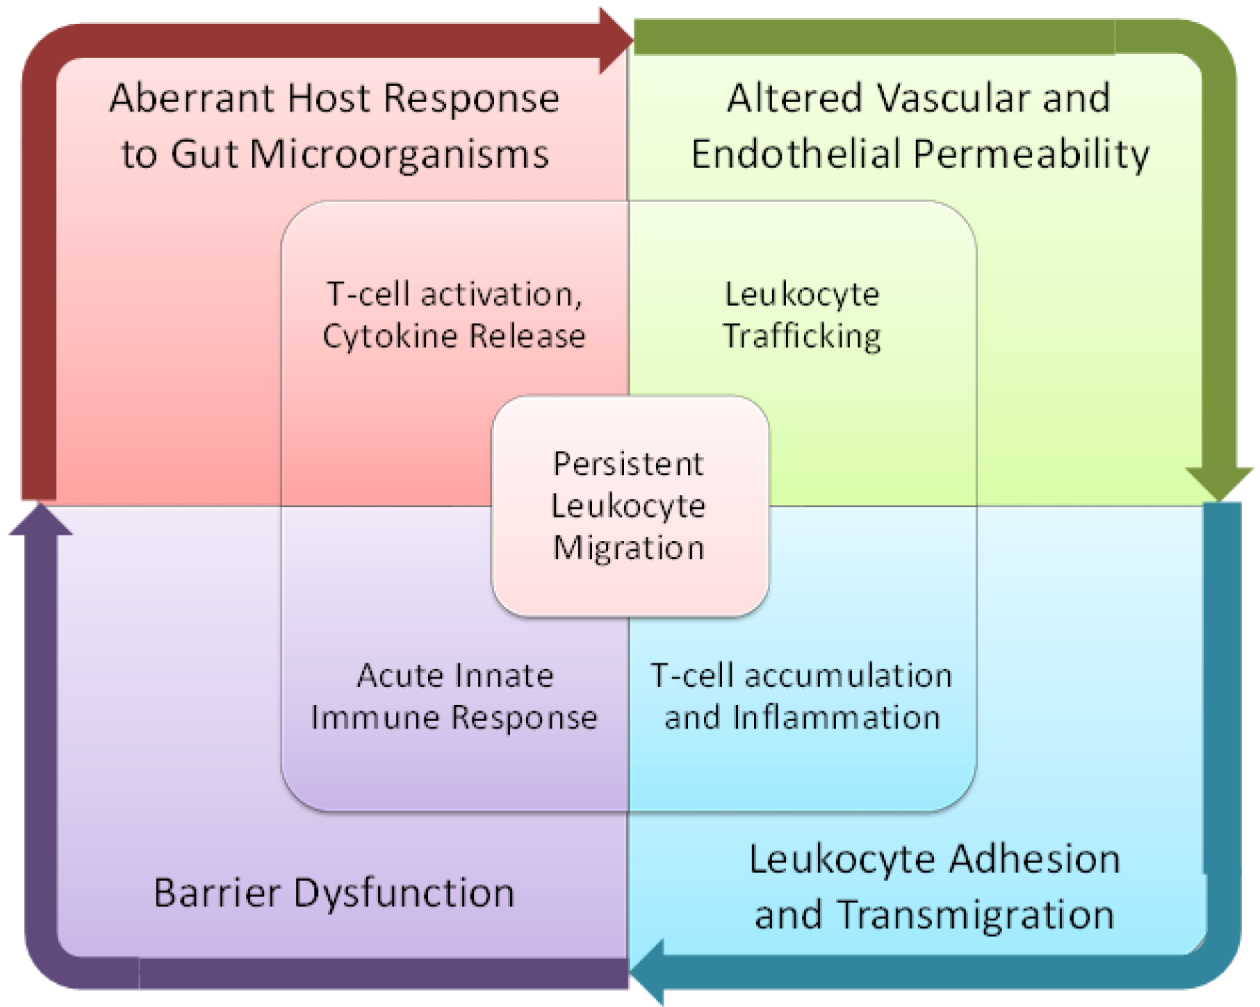 Aberrant Host Response
to Gut Microorganisms
Altered Vascular and
Endothelial Permeability
T-cell activation,
Cytokine Release
Leukocyte
Trafficking
Persistent
Leukocyte
Migration
Acute Innate
Immune Response
T-cell accumulation
and Inflammation
Barrier Dysfunction
Leukocyte Adhesion
and Transmigration